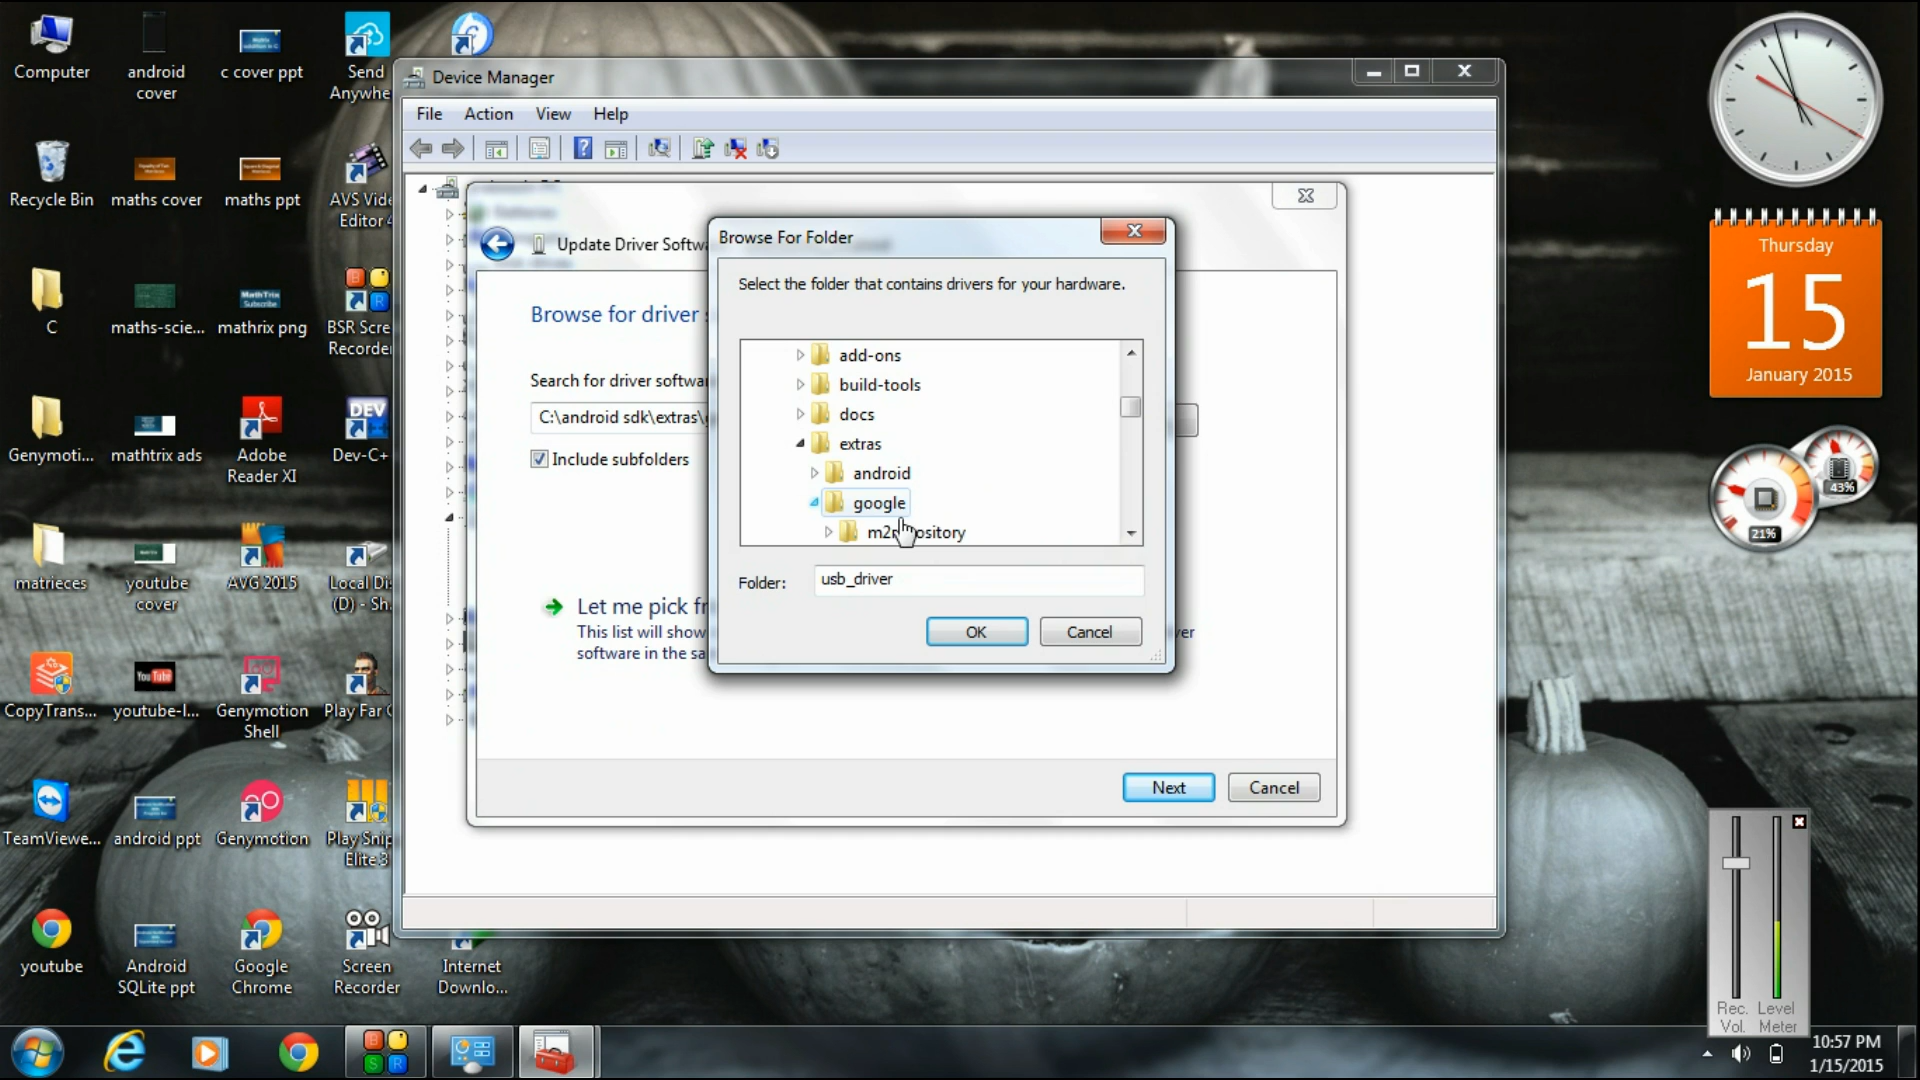 Computer
android
cover
c cover ppt
Send
Anywhe
Recycle Bin
maths cover
maths ppt
AVS Vide
Editor 4
C
maths-scie...
mathrix png
BSR Scre
Recorder
Genymoti...
mathtrix ads
Adobe
Reader XI
Dev-C+
matrieces
youtube
cover
AVG 2015
Local Di
(D) - Sh.
CopyTrans...
youtube-l...
Genymotion
Shell
Play Far C
TeamViewe...
android ppt
Genymotion
Play Snip
Elite 3
youtube
Android
SQLite ppt
Google
Chrome
Screen
Recorder
Internet
Downlo...
Device Manager
File Action View Help
Update Driver Softwa
Browse for driver s
Search for driver softwa
C:\android sdk\extras\g
Include subfolders
Let me pick fr
This list will show
ver
software in the sa
Next
Cancel
Browse For Folder
Select the folder that contains drivers for your hardware.
add-ons
build-tools
docs
extras
android
google
Folder: usb_driver
OK
Cancel
Thursday
15
January 2015
43%
21%
Rec. Level
Vol. Meter
10:57 PM
1/15/2015